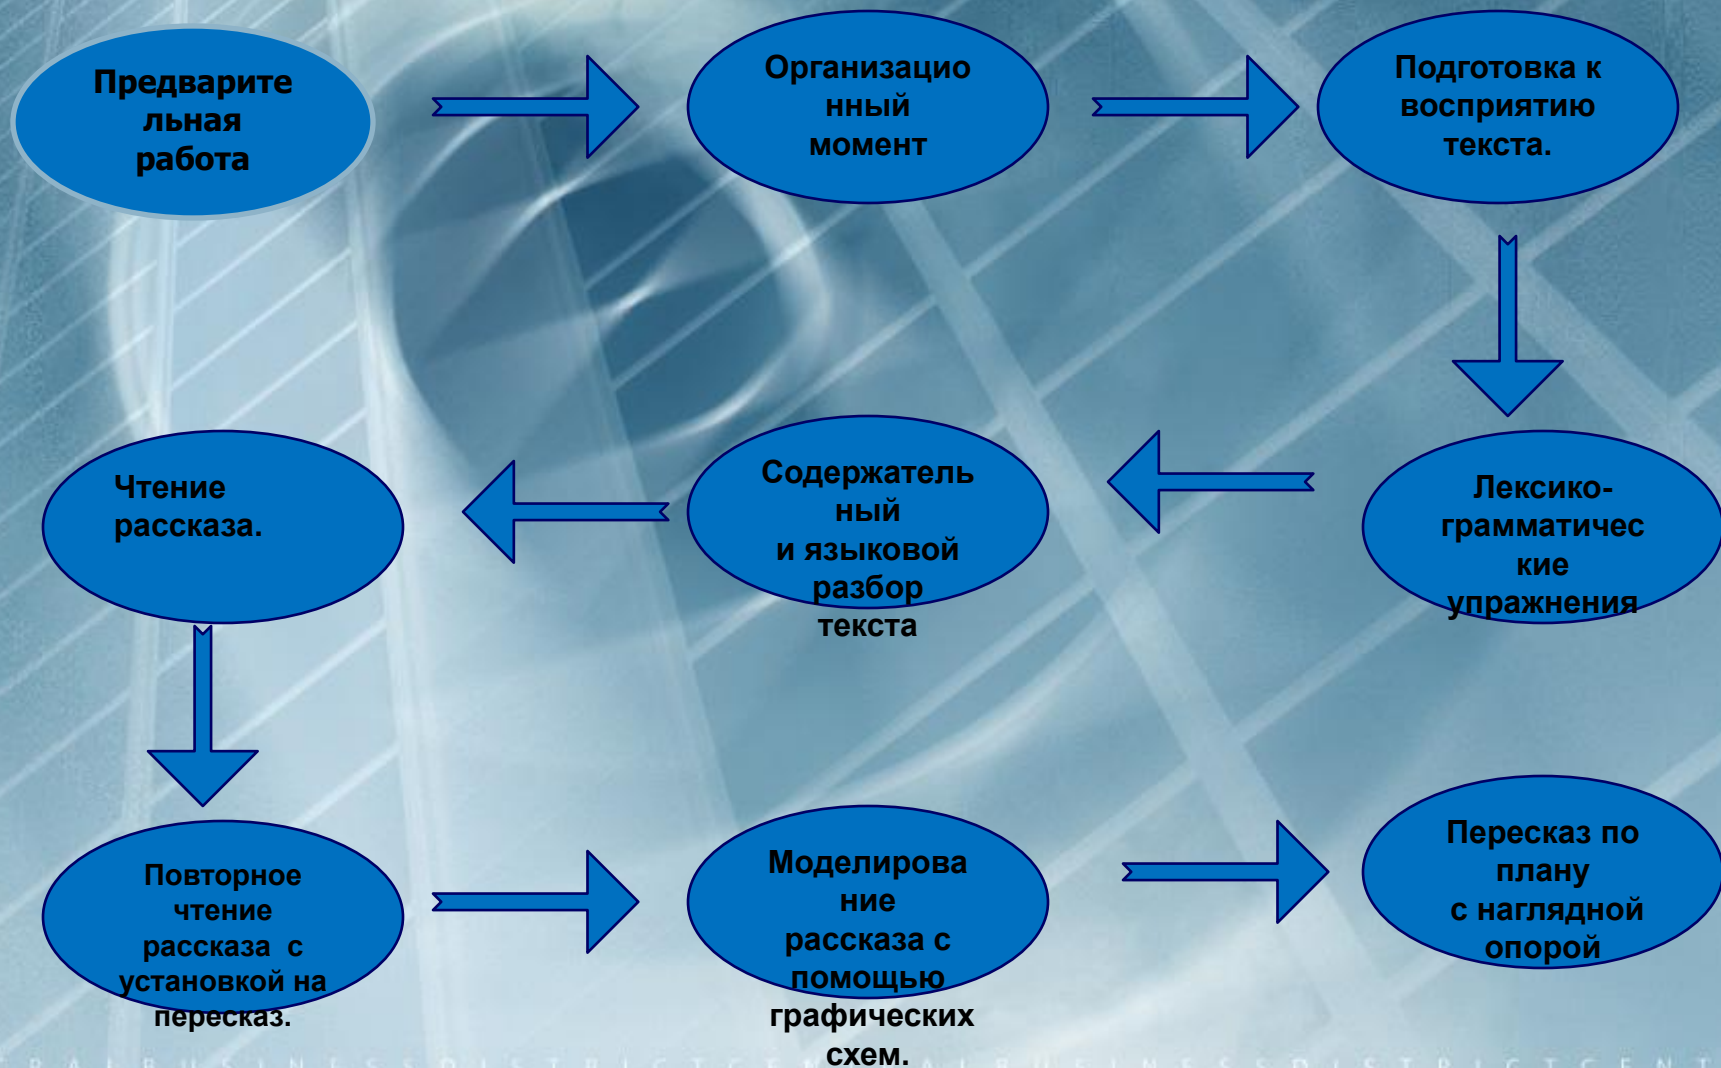 Предварите
льная
работа
Организацио
нный
момент
Подготовка к
восприятию
текста.
Чтение
рассказа.
Содержатель
ный
и языковой
разбор
текста
Лексико-
грамматичес
кие
упражнения
Повторное
чтение
рассказа с
установкой на
пересказ.
Моделирова
ние
рассказа с
помощью
графических
схем.
Пересказ по
плану
с наглядной
опорой